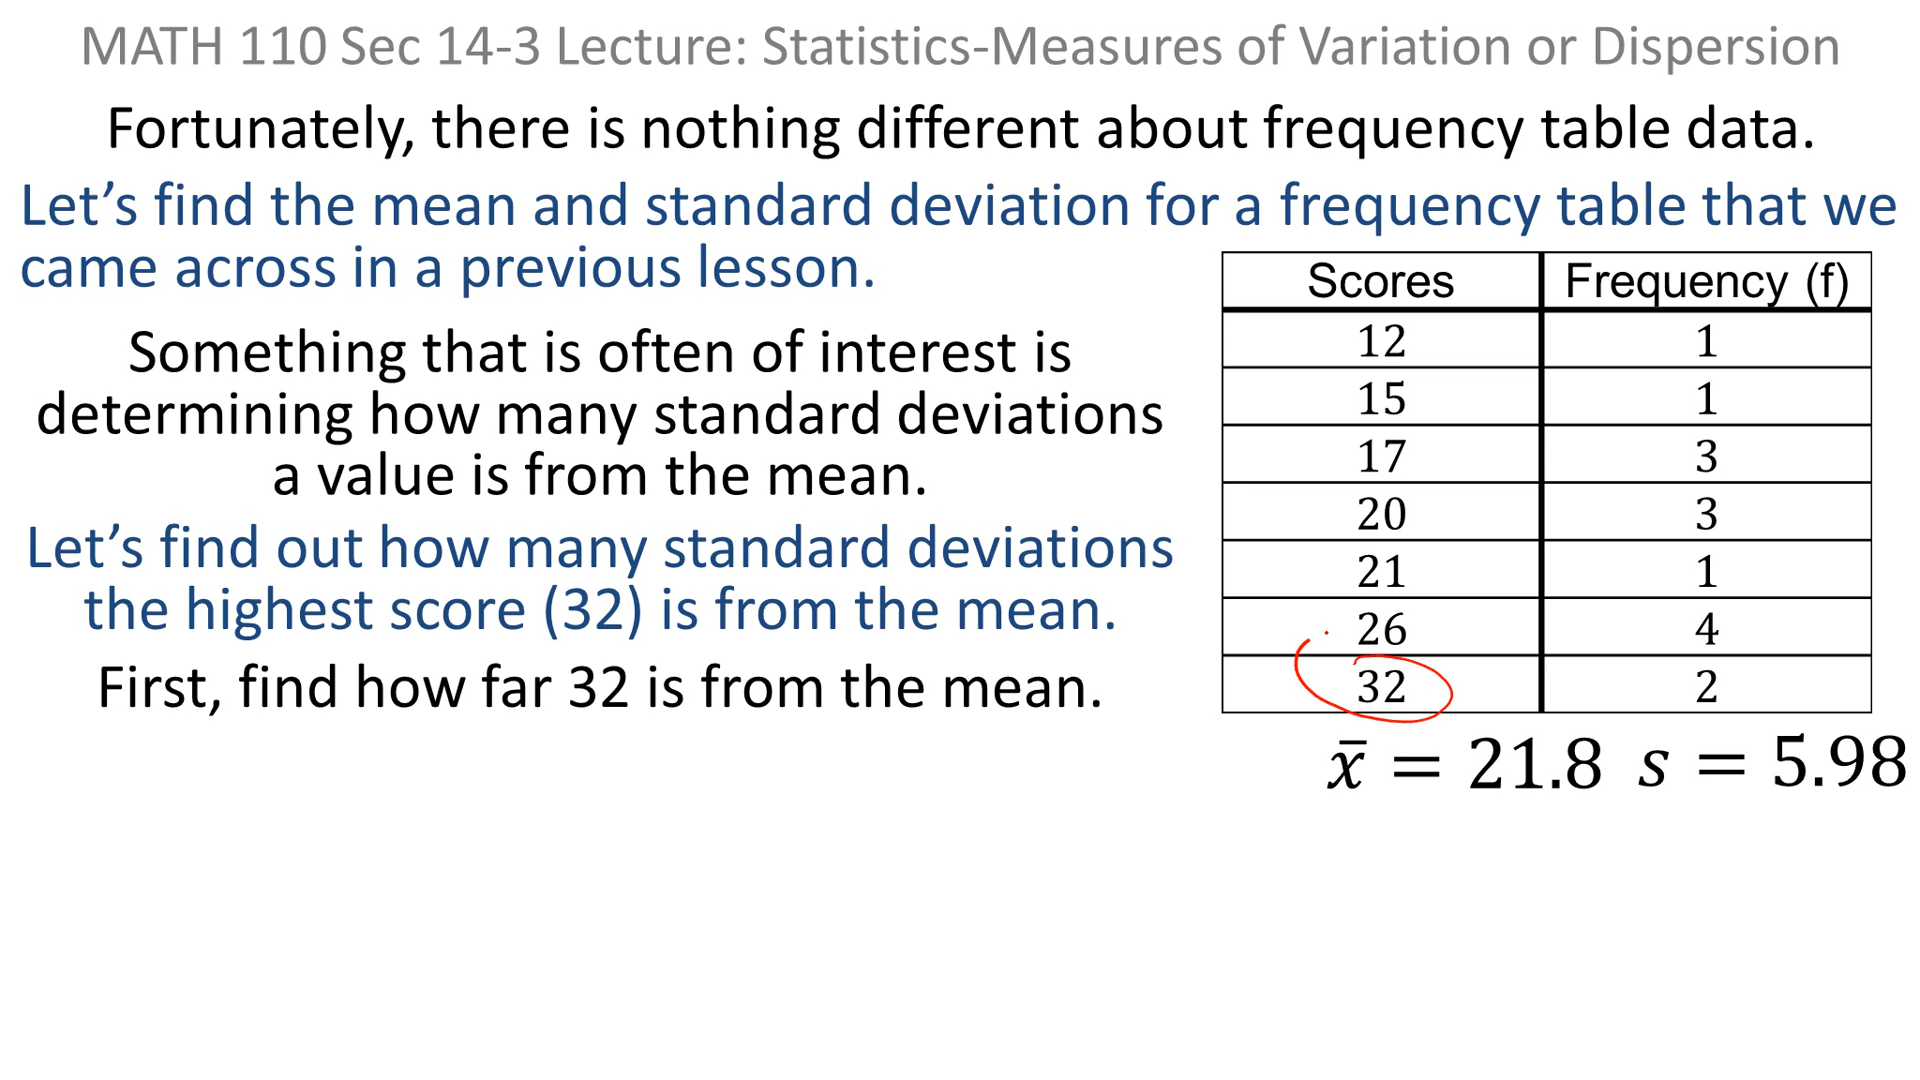 MATH 110 Sec 14-3 Lecture: Statistics-Measures of Variation or Dispersion
Fortunately, there is nothing different about frequency table data.
Let’s find the mean and standard deviation for a frequency table that we
came across in a previous lesson.
Something that is often of interest is
determining how many standard deviations
a value is from the mean.
Let’s find out how many standard deviations
the highest score (32) is from the mean.
First, find how far 32 is from the mean.
Scores Frequency (f)
12 1
15 1
17 3
20 3
21 1
26 4
32 2
x̄ = 21.8 s = 5.98